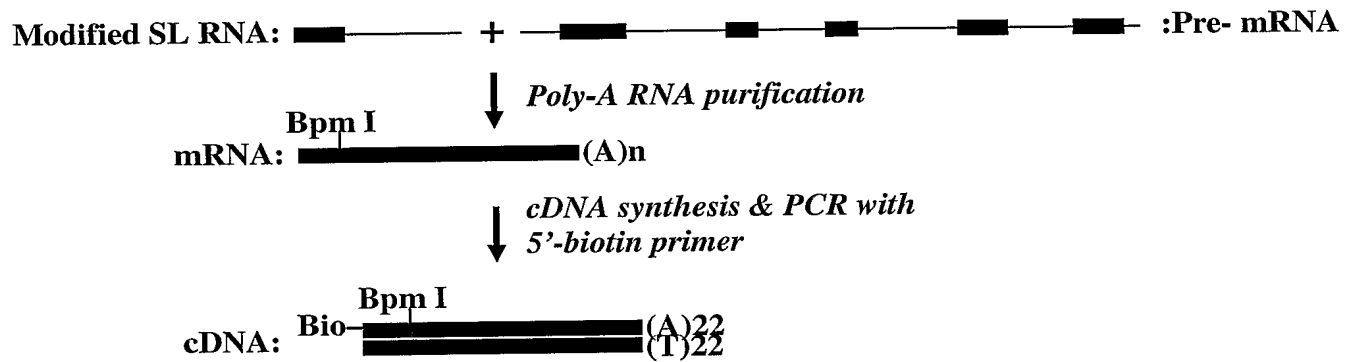 Modified SL RNA: + :Pre- mRNA
Poly-A RNA purification
Bpm I
mRNA: (A)n
cDNA synthesis & PCR with
5'-biotin primer
Bpm I
Bio (A)22
cDNA: (T)22